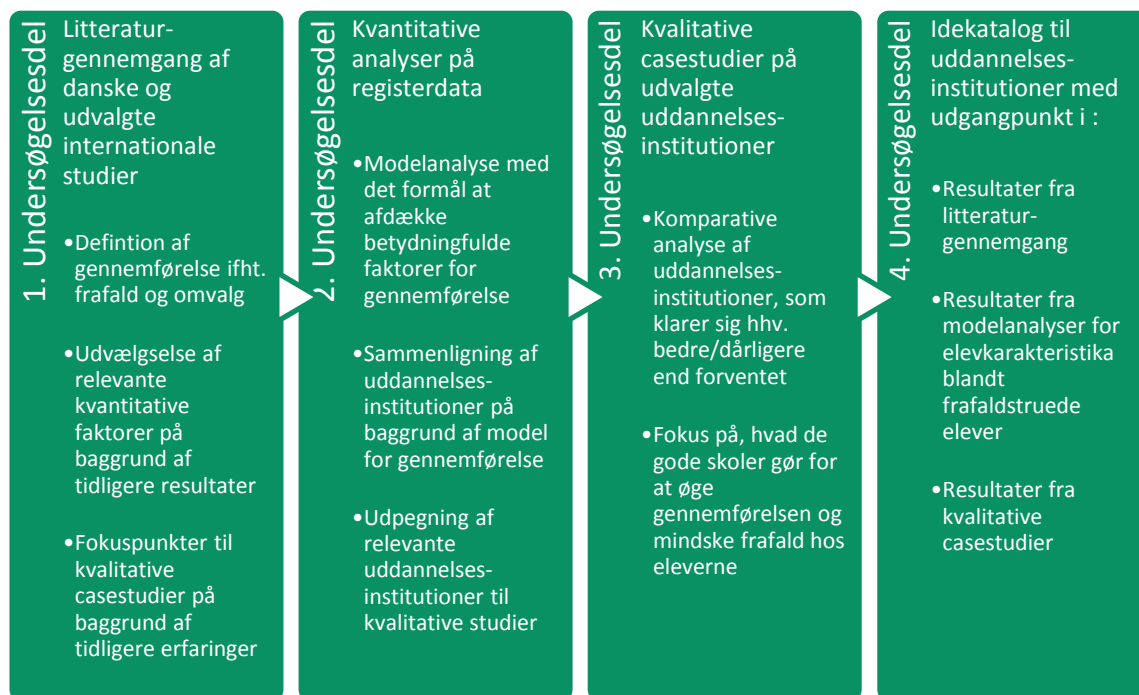 1. Undersøgelsesdel
Litteratur-
gennemgang af
danske og
udvalgte
internationale
studier
•Defintion af
gennemførelse ifht.
frafald og omvalg
•Udvælgselse af
relevante
kvantitative
faktorer på
baggrund af
tidligere resultater
•Fokuspunkter til
kvalitative
casestudier på
baggrund af
tidligere erfaringer
2. Undersøgelsesdel
Kvantitative
analyser på
registerdata
•Modelanalyse med
det formål at
afdække
betydningfulde
faktorer for
gennemførelse
•Sammenligning af
uddannelses-
institutioner på
baggrund af model
for gennemførelse
•Udpegning af
relevante
uddannelses-
institutioner til
kvalitative studier
3. Undersøgelsesdel
Kvalitative
casestudier på
udvalgte
uddannelses-
institutioner
•Komparative
analyse af
uddannelses-
institutioner, som
klarer sig hhv.
bedre/dårligere
end forventet
•Fokus på, hvad de
gode skoler gør for
at øge
gennemførelsen og
mindske frafald hos
eleverne
4. Undersøgelsesdel
Idekatalog til
uddannelses-
institutioner med
udgangpunkt i :
•Resultater fra
litteratur-
gennemgang
•Resultater fra
modelanalyser for
elevkarakteristika
blandt
frafaldstruede
elever
•Resultater fra
kvalitative
casestudier